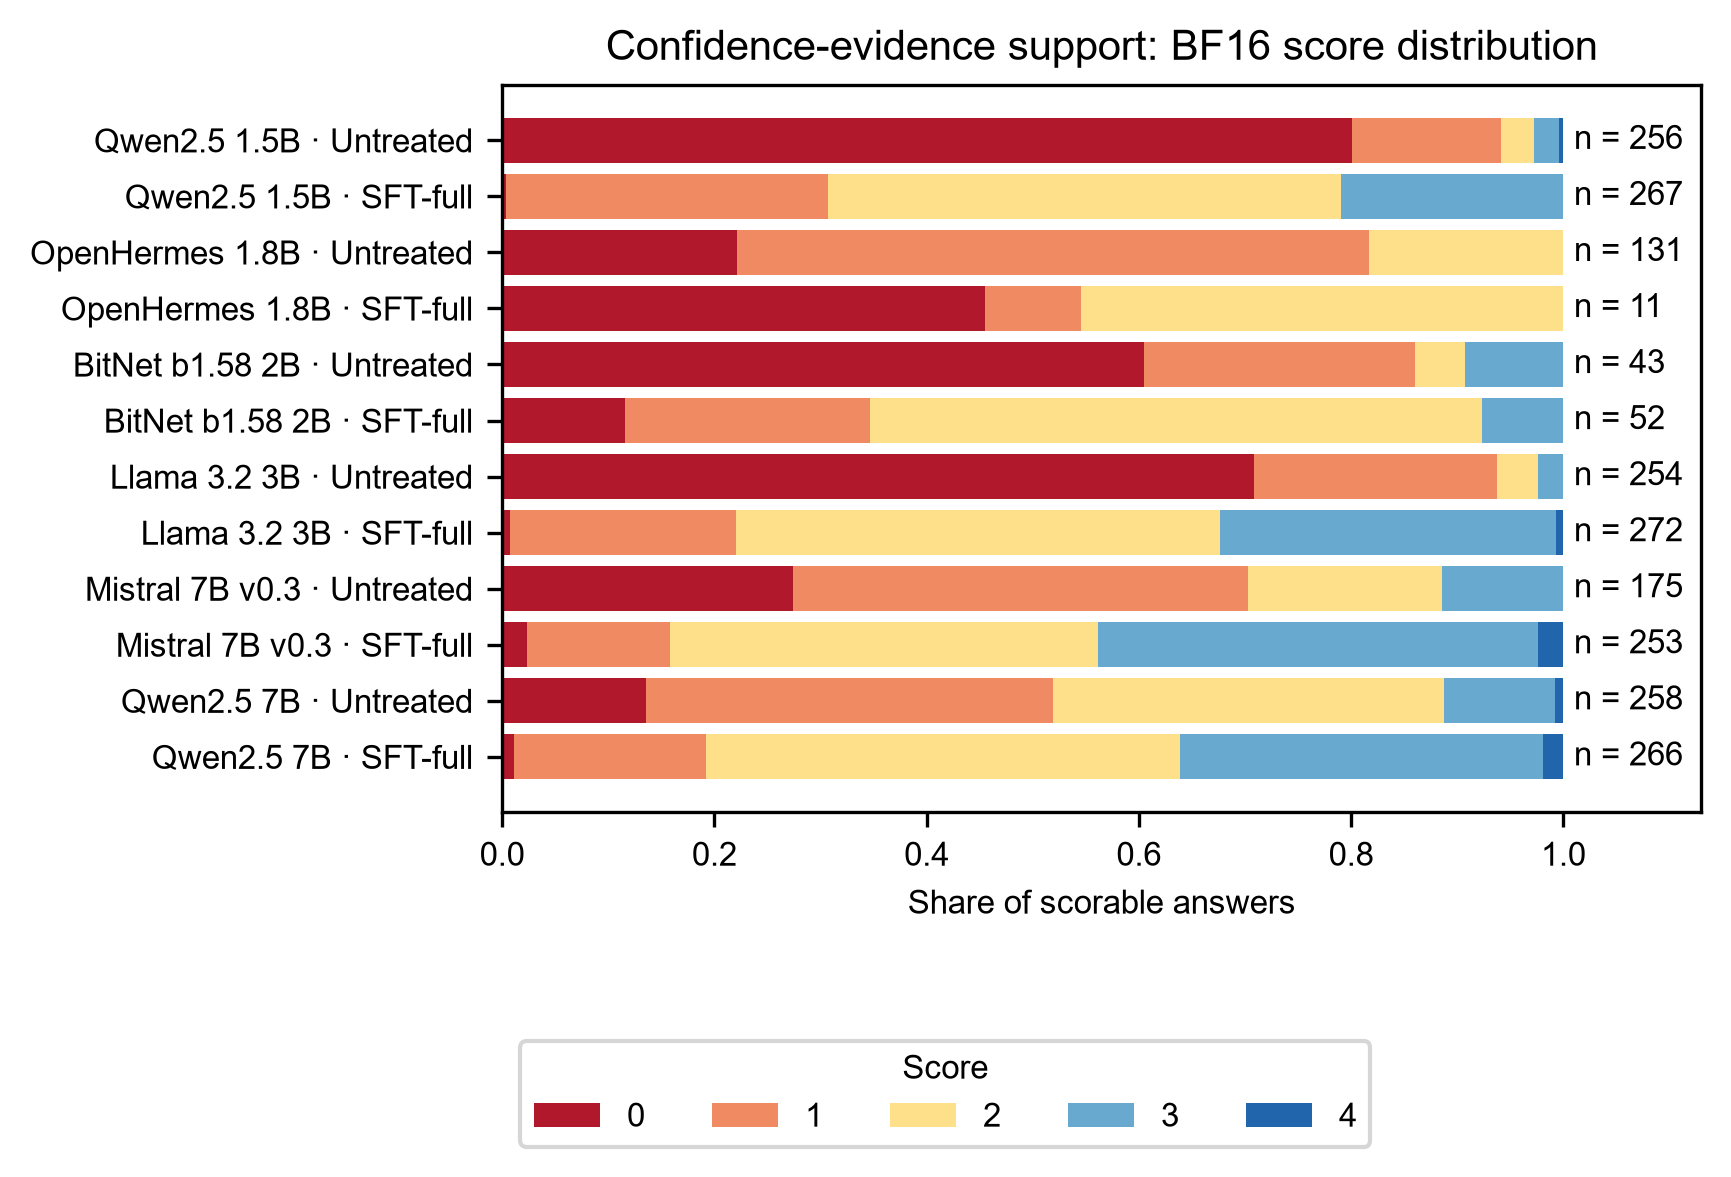 Confidence-evidence support: BF16 score distribution
Qwen2.5 1.5B · Untreated n = 256
Qwen2.5 1.5B · SFT-full n = 267
OpenHermes 1.8B · Untreated n = 131
OpenHermes 1.8B · SFT-full n = 11
BitNet b1.58 2B · Untreated n = 43
BitNet b1.58 2B · SFT-full n = 52
Llama 3.2 3B · Untreated n = 254
Llama 3.2 3B · SFT-full n = 272
Mistral 7B v0.3 · Untreated n = 175
Mistral 7B v0.3 · SFT-full n = 253
Qwen2.5 7B · Untreated n = 258
Qwen2.5 7B · SFT-full n = 266
0.0 0.2 0.4 0.6 0.8 1.0
Share of scorable answers
Score
0 1 2 3 4